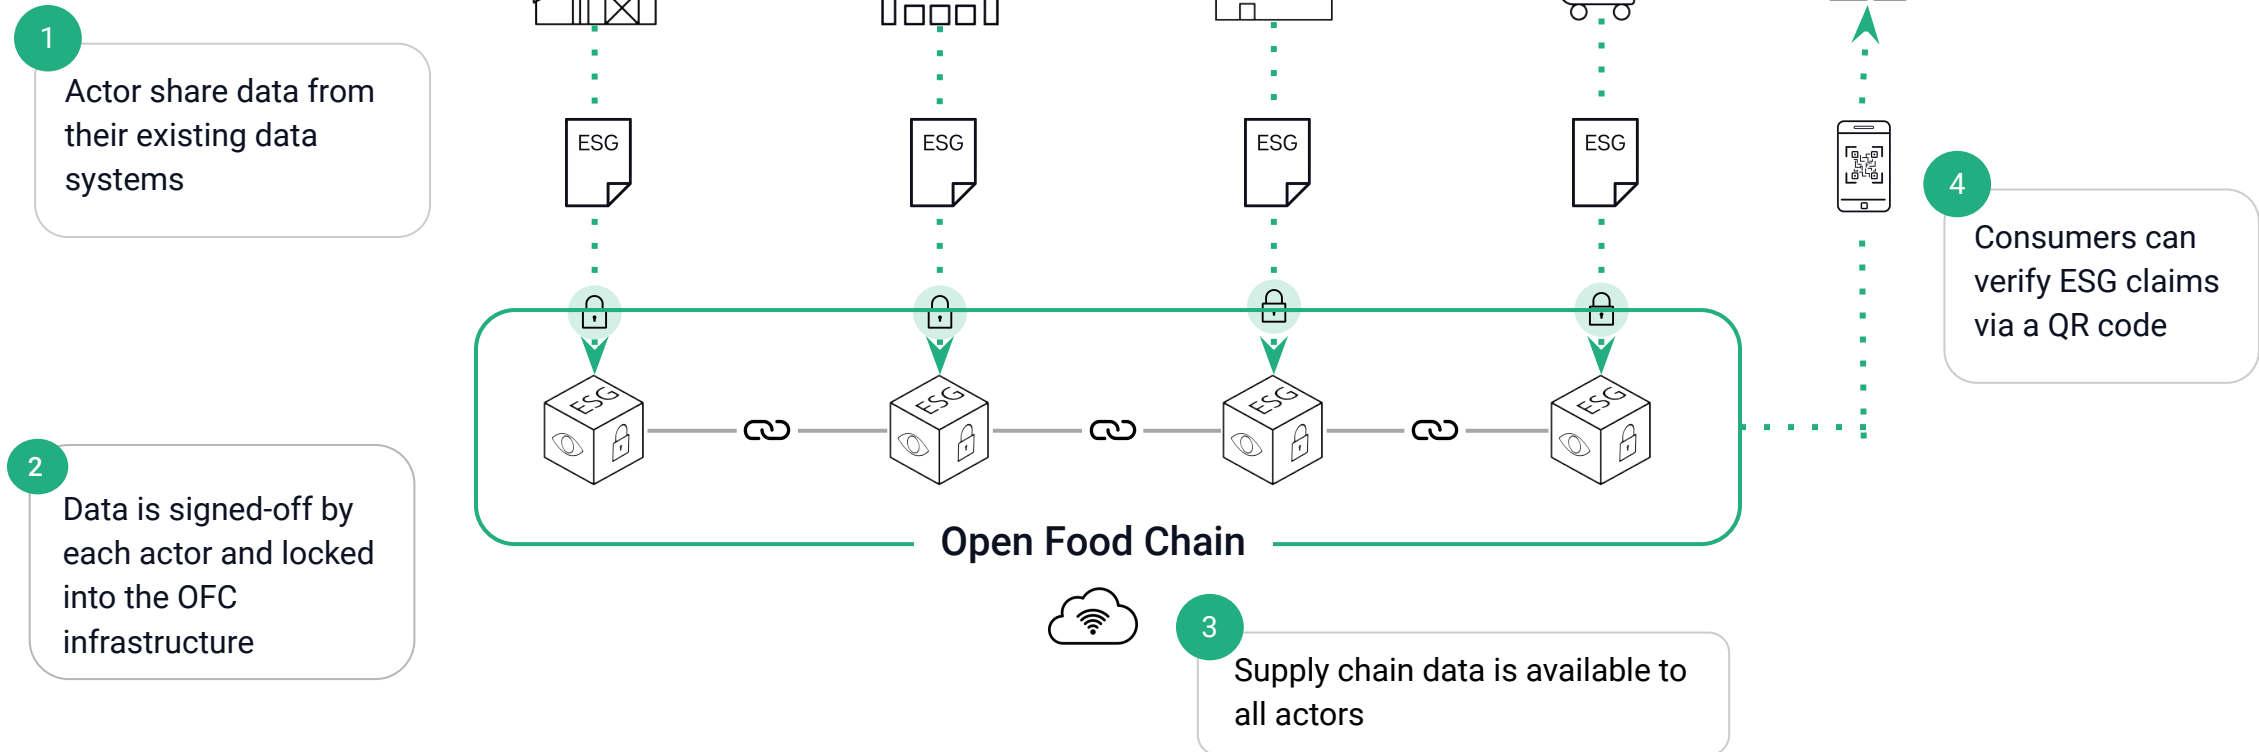 1
Actor share data from
their existing data
systems
ESG
ESG
ESG
ESG
4
Consumers can
verify ESG claims
via a QR code
ESG
ESG
ESG
ESG
2
Data is signed-off by
each actor and locked
into the OFC
infrastructure
Open Food Chain
3
Supply chain data is available to
all actors